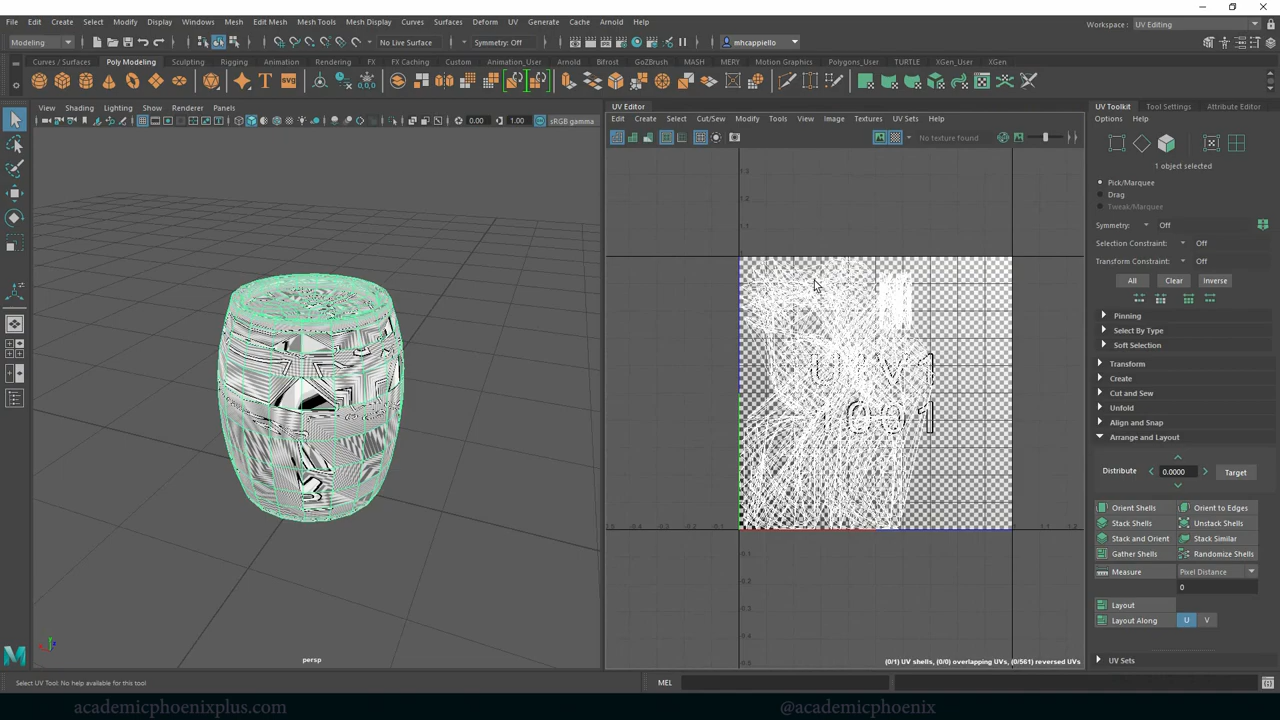 Workspace : UV Editing
File Edit Create Select Modify Display Windows Mesh Edit Mesh Mesh Tools Mesh Display Curves Surfaces Deform UV Generate Cache Arnold Help
Modeling No Live Surface Symmetry: Off mhcappiello
Curves / Surfaces Poly Modeling Sculpting Rigging Animation Rendering FX FX Caching Custom Animation_User Arnold Bifrost GoZBrush MASH MERY Motion Graphics Polygons_User TURTLE XGen_User XGen
View Shading Lighting Show Renderer Panels
0.00 1.00 sRGB gamma
persp
UV Editor
Edit Create Select Cut/Sew Modify Tools View Image Textures UV Sets Help
No texture found
U1 V1
001
(0/1) UV shells, (0/0) overlapping UVs, (0/561) reversed UVs
UV Toolkit Tool Settings Attribute Editor
Options Help
1 object selected
Pick/Marquee
Drag
Tweak/Marquee
Symmetry: Off
Selection Constraint: Off
Transform Constraint: Off
All Clear Inverse
Pinning
Select By Type
Soft Selection
Transform
Create
Cut and Sew
Unfold
Align and Snap
Arrange and Layout
Distribute 0.0000 Target
Orient Shells Orient to Edges
Stack Shells Unstack Shells
Stack and Orient Stack Similar
Gather Shells Randomize Shells
Measure Pixel Distance
0
Layout
Layout Along U V
UV Sets
Select UV Tool: No help available for this tool MEL
academicphoenixplus.com @academicphoenix